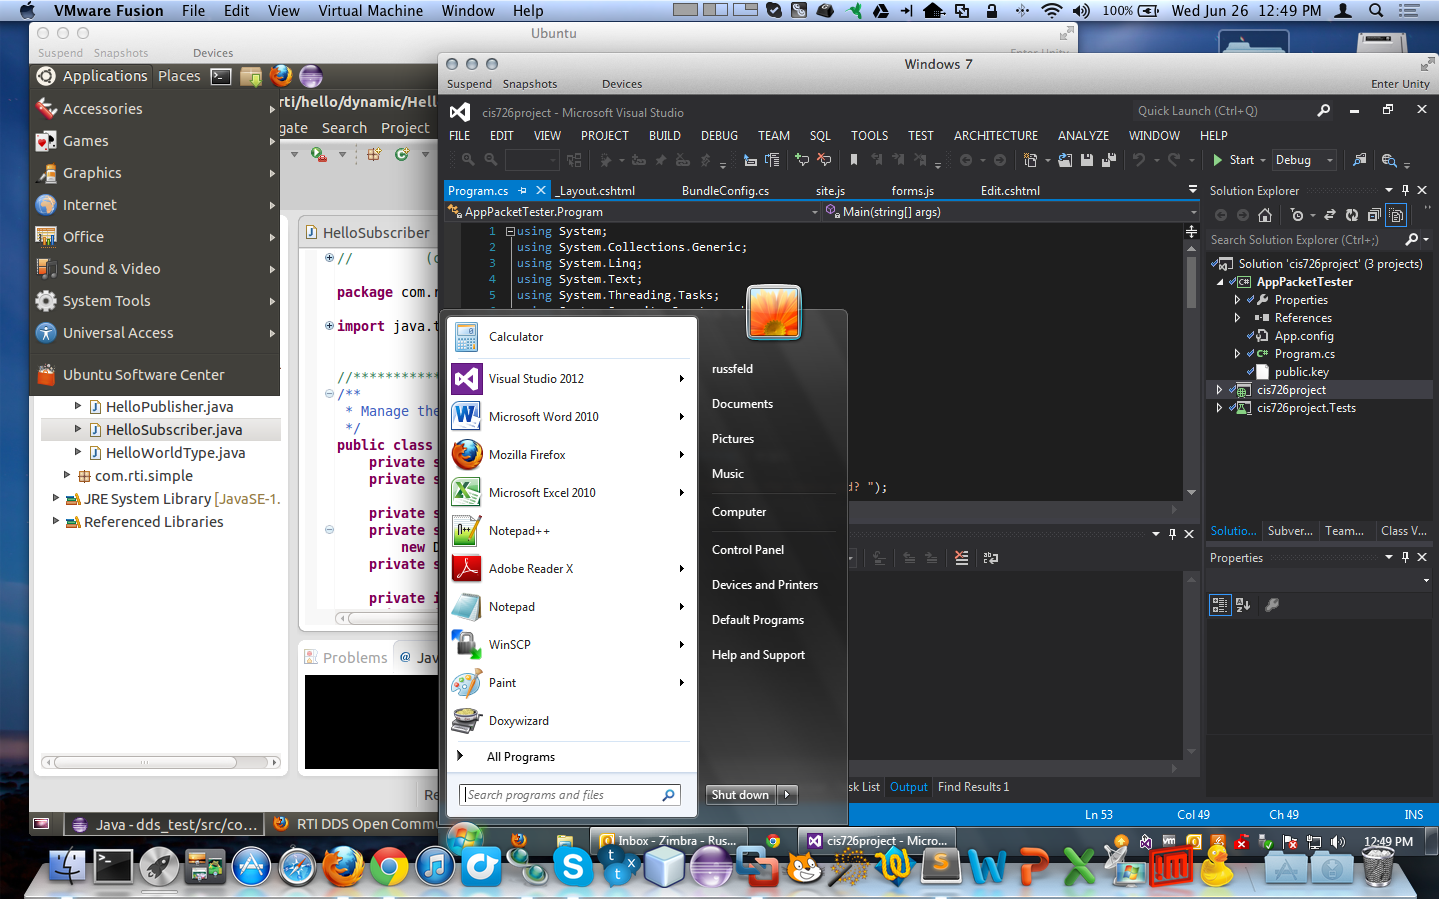 VMware Fusion File Edit View Virtual Machine Window Help 100% Wed Jun 26 12:49 PM
Ubuntu
Suspend Snapshots Devices Enter Unity
Applications Places
Accessories
Games
Graphics
Internet
Office
Sound & Video
System Tools
Universal Access
Ubuntu Software Center
rti/hello/dynamic/Hell
gate Search Project
HelloSubscriber
// (c
package com.r
import java.t
//************
/**
* Manage the
*/
public class
private s
private s
private s
private s
new D
private s
private i
HelloPublisher.java
HelloSubscriber.java
HelloWorldType.java
com.rti.simple
JRE System Library [JavaSE-1.
Referenced Libraries
Problems @ Jav
Re
Java - dds_test/src/co... RTI DDS Open Commu
Windows 7
Suspend Snapshots Devices Enter Unity
cis726project - Microsoft Visual Studio
Quick Launch (Ctrl+Q)
FILE EDIT VIEW PROJECT BUILD DEBUG TEAM SQL TOOLS TEST ARCHITECTURE ANALYZE WINDOW HELP
Start Debug
Program.cs _Layout.cshtml BundleConfig.cs site.js forms.js Edit.cshtml
AppPacketTester.Program Main(string[] args)
1 using System;
2 using System.Collections.Generic;
3 using System.Linq;
4 using System.Text;
5 using System.Threading.Tasks;
d? ");
Solution Explorer
Search Solution Explorer (Ctrl+;)
Solution 'cis726project' (3 projects)
AppPacketTester
Properties
References
App.config
Program.cs
public.key
cis726project
cis726project.Tests
Solutio... Subver... Team... Class V...
Properties
Calculator
Visual Studio 2012
Microsoft Word 2010
Mozilla Firefox
Microsoft Excel 2010
Notepad++
Adobe Reader X
Notepad
WinSCP
Paint
Doxywizard
All Programs
Search programs and files
russfeld
Documents
Pictures
Music
Computer
Control Panel
Devices and Printers
Default Programs
Help and Support
Shut down
sk List Output Find Results 1
Ln 53 Col 49 Ch 49 INS
Inbox - Zimbra - Rus... cis726project - Micro... 12:49 PM